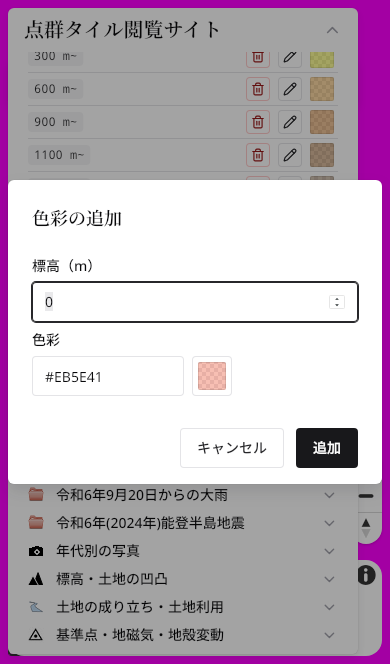 点群タイル閲覧サイト
300 m~
600 m~
900 m~
1100 m~
色彩の追加
標高（m）
0
色彩
#EB5E41
キャンセル
追加
令和6年9月20日からの大雨
令和6年(2024年)能登半島地震
年代別の写真
標高・土地の凹凸
土地の成り立ち・土地利用
基準点・地磁気・地殻変動